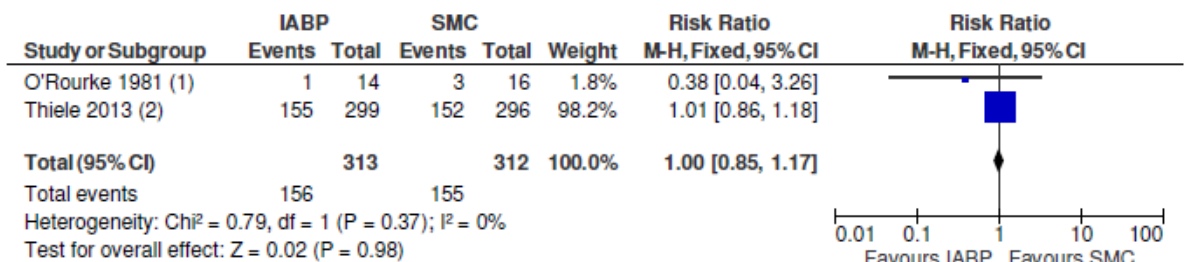 IABP SMC Risk Ratio Risk Ratio
Study or Subgroup Events Total Events Total Weight M-H, Fixed, 95% CI M-H, Fixed, 95% CI
O'Rourke 1981 (1) 1 14 3 16 1.8% 0.38 [0.04, 3.26]
Thiele 2013 (2) 155 299 152 296 98.2% 1.01 [0.86, 1.18]
Total (95% CI) 313 312 100.0% 1.00 [0.85, 1.17]
Total events 156 155
Heterogeneity: Chi² = 0.79, df = 1 (P = 0.37); I² = 0%
Test for overall effect: Z = 0.02 (P = 0.98)
0.01 0.1 1 10 100
Favours IABP Favours SMC